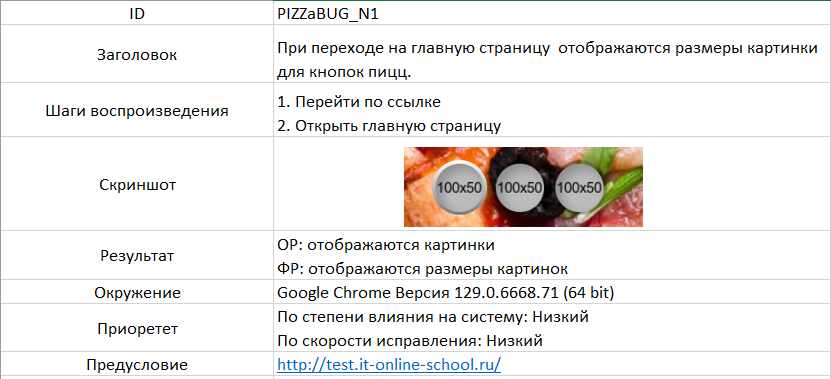 ID
PIZZaBUG_N1
Заголовок
При переходе на главную страницу отображаются размеры картинки
для кнопок пицц.
Шаги воспроизведения
1. Перейти по ссылке
2. Открыть главную страницу
Скриншот
100x50 100x50 100x50
Результат
ОР: отображаются картинки
ФР: отображаются размеры картинок
Окружение
Google Chrome Версия 129.0.6668.71 (64 bit)
Приоретет
По степени влияния на систему: Низкий
По скорости исправления: Низкий
Предусловие
http://test.it-online-school.ru/